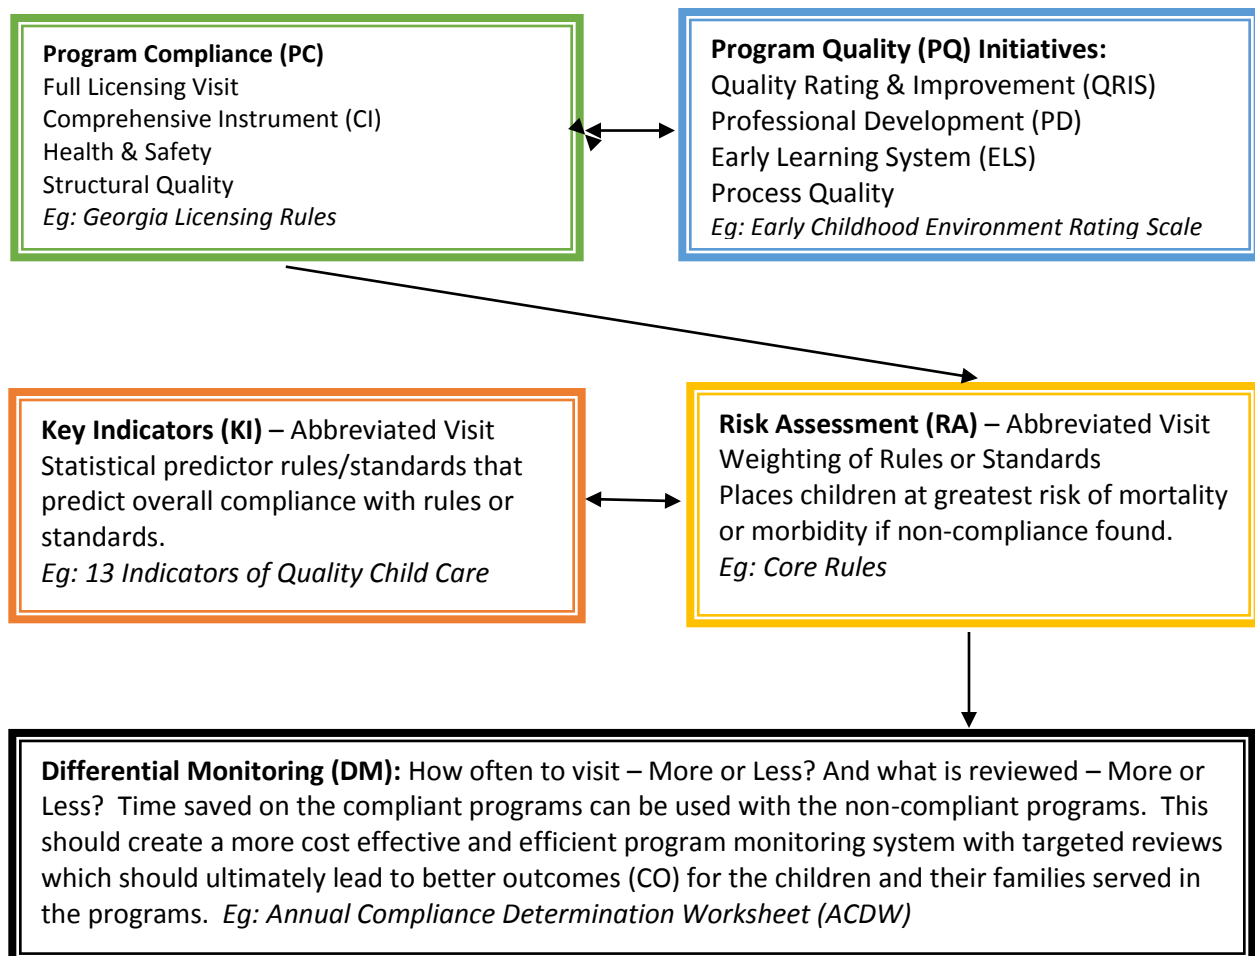 Program Compliance (PC)
Full Licensing Visit
Comprehensive Instrument (CI)
Health & Safety
Structural Quality
Eg: Georgia Licensing Rules
Program Quality (PQ) Initiatives:
Quality Rating & Improvement (QRIS)
Professional Development (PD)
Early Learning System (ELS)
Process Quality
Eg: Early Childhood Environment Rating Scale
Key Indicators (KI) – Abbreviated Visit
Statistical predictor rules/standards that
predict overall compliance with rules or
standards.
Eg: 13 Indicators of Quality Child Care
Risk Assessment (RA) – Abbreviated Visit
Weighting of Rules or Standards
Places children at greatest risk of mortality
or morbidity if non-compliance found.
Eg: Core Rules
Differential Monitoring (DM): How often to visit – More or Less? And what is reviewed – More or
Less?  Time saved on the compliant programs can be used with the non-compliant programs.  This
should create a more cost effective and efficient program monitoring system with targeted reviews
which should ultimately lead to better outcomes (CO) for the children and their families served in
the programs.  Eg: Annual Compliance Determination Worksheet (ACDW)